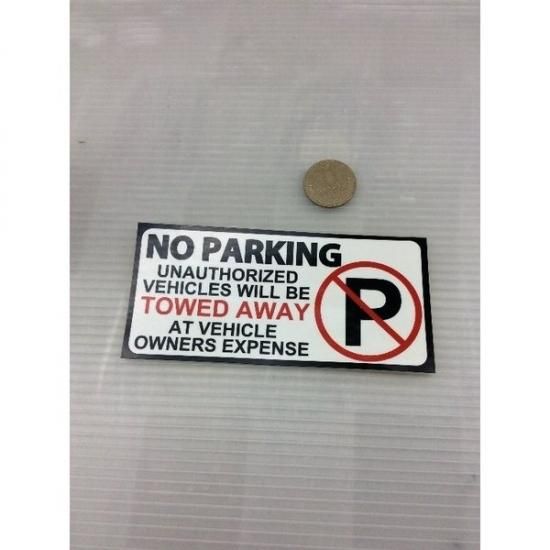 NO PARKING
UNAUTHORIZED
VEHICLES WILL BE
TOWED AWAY
AT VEHICLE
OWNERS EXPENSE
P